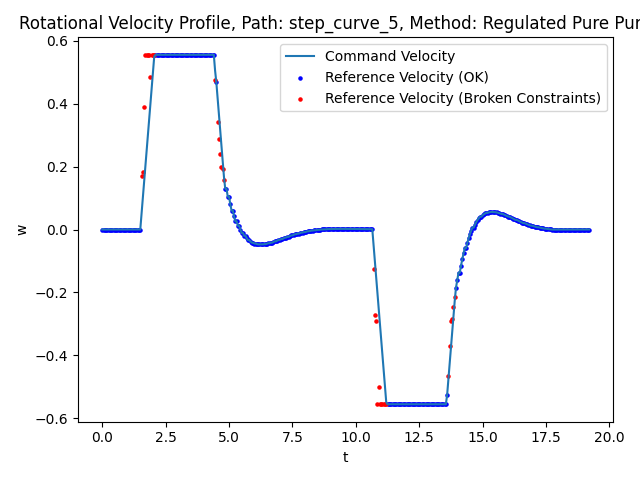 Rotational Velocity Profile, Path: step_curve_5, Method: Regulated Pure
Command Velocity
Reference Velocity (OK)
Reference Velocity (Broken Constraints)
0.6
0.4
0.2
0.0
−0.2
−0.4
−0.6
w
0.0
2.5
5.0
7.5
10.0
12.5
15.0
17.5
20.0
t